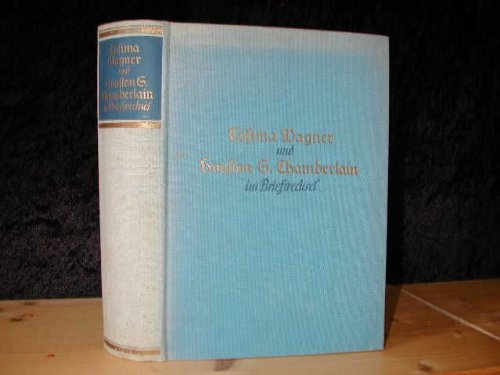 Cosima
Wagner
und
Houston S.
Chamberlain
im Briefwechsel
Cosima Wagner
und
Houston S. Chamberlain
im Briefwechsel